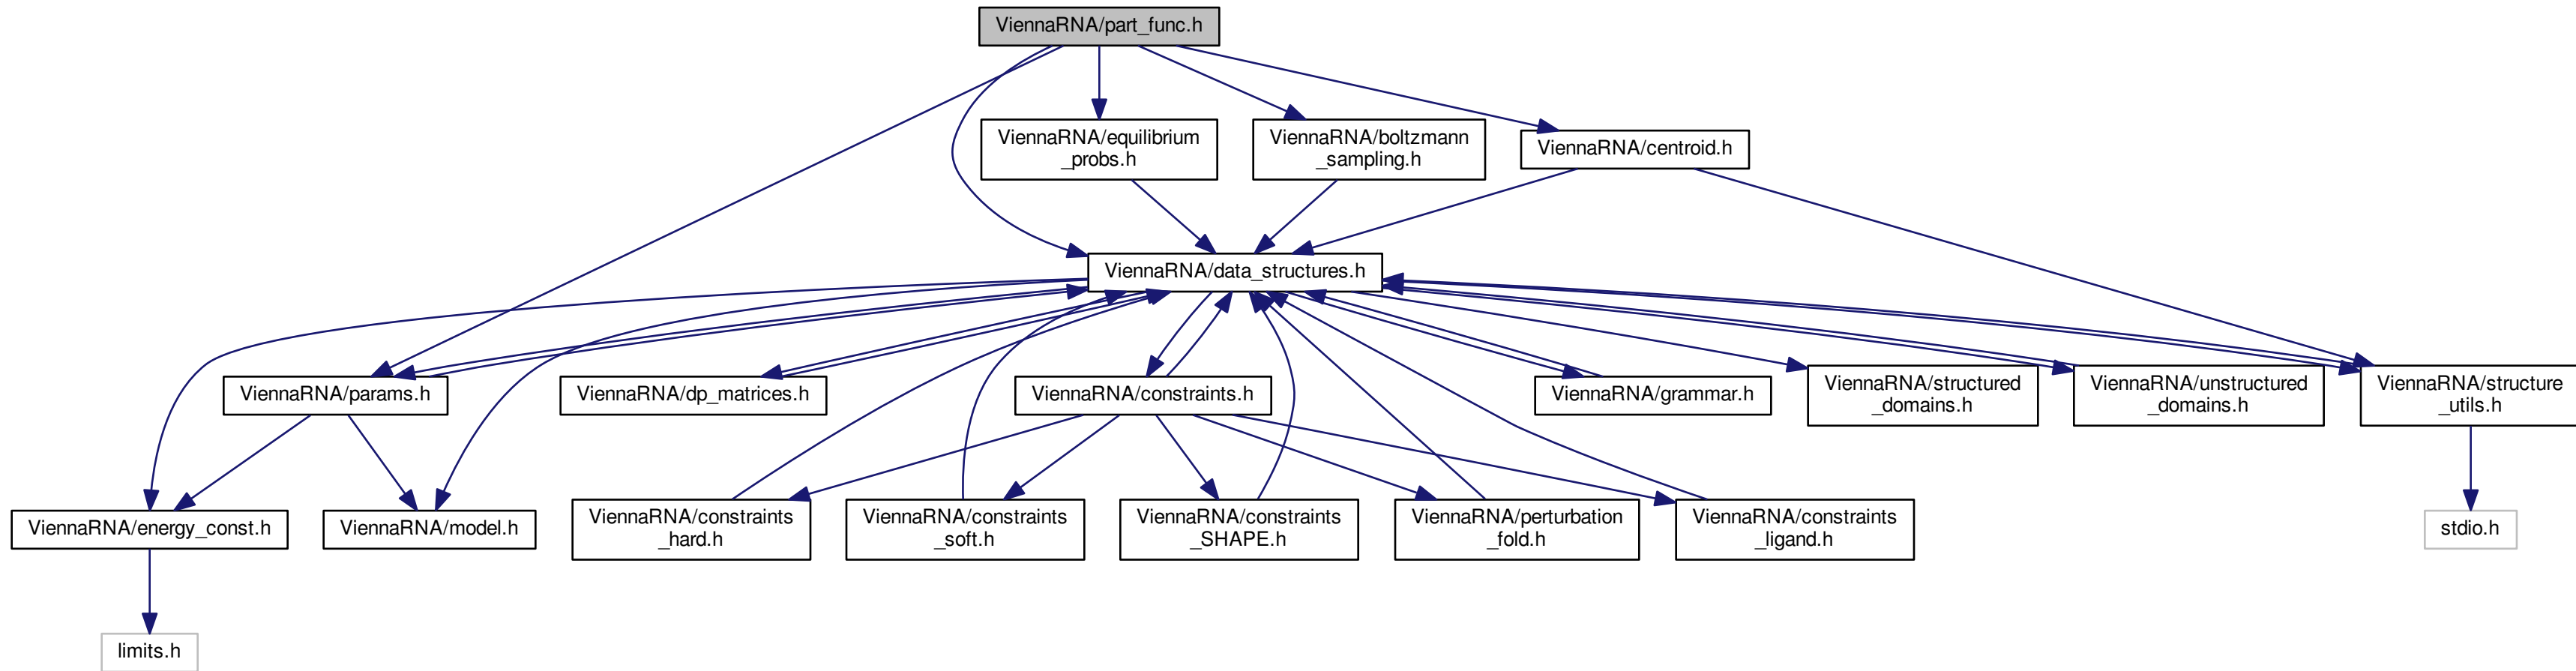 ViennaRNA/part_func.h
ViennaRNA/equilibrium
_probs.h
ViennaRNA/boltzmann
_sampling.h
ViennaRNA/centroid.h
ViennaRNA/data_structures.h
ViennaRNA/params.h
ViennaRNA/dp_matrices.h
ViennaRNA/constraints.h
ViennaRNA/grammar.h
ViennaRNA/structured
_domains.h
ViennaRNA/unstructured
_domains.h
ViennaRNA/structure
_utils.h
ViennaRNA/energy_const.h
ViennaRNA/model.h
ViennaRNA/constraints
_hard.h
ViennaRNA/constraints
_soft.h
ViennaRNA/constraints
_SHAPE.h
ViennaRNA/perturbation
_fold.h
ViennaRNA/constraints
_ligand.h
stdio.h
limits.h